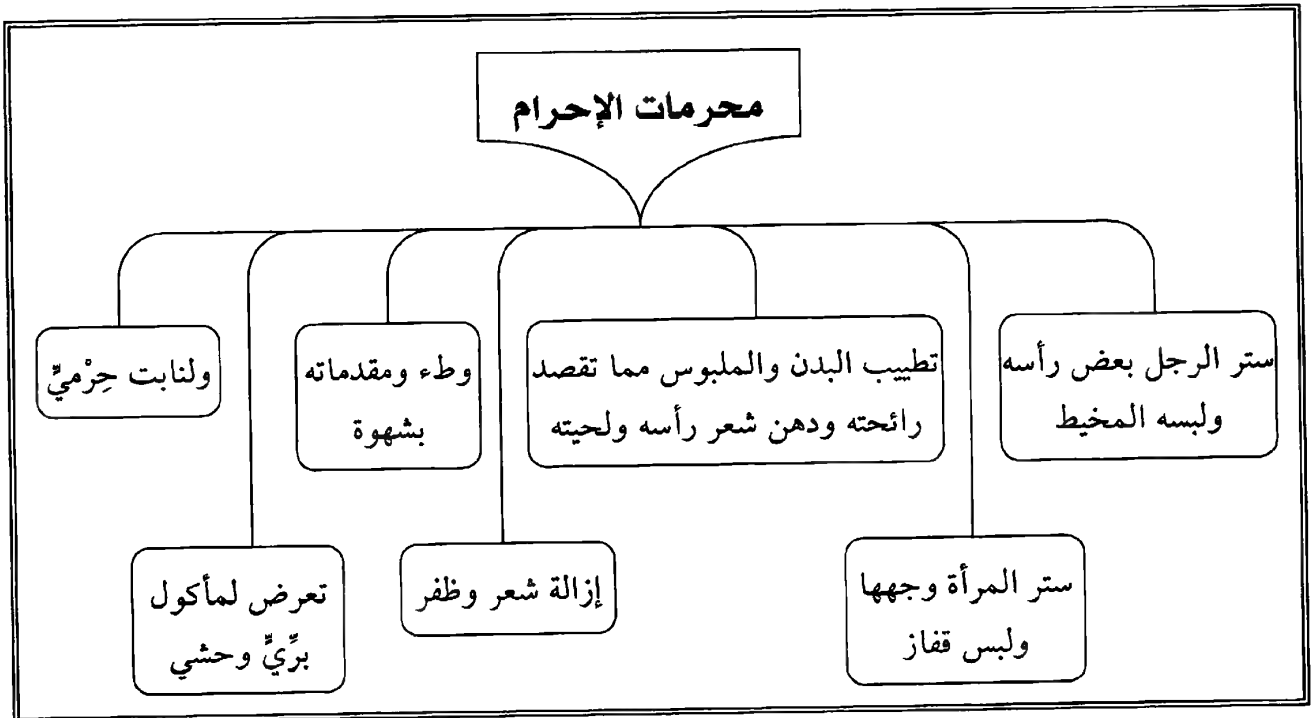 محرمات الإحرام
ستر الرجل بعض رأسه
ولبسه المخيط
ستر المرأة وجهها
ولبس قفاز
تطييب البدن والملبوس مما تقصد
رائحته ودهن شعر رأسه ولحيته
إزالة شعر وظفر
وطء ومقدماته
بشهوة
تعرض لمأكول
برِّيٍّ وحشي
ولنابت حِرْميٍّ